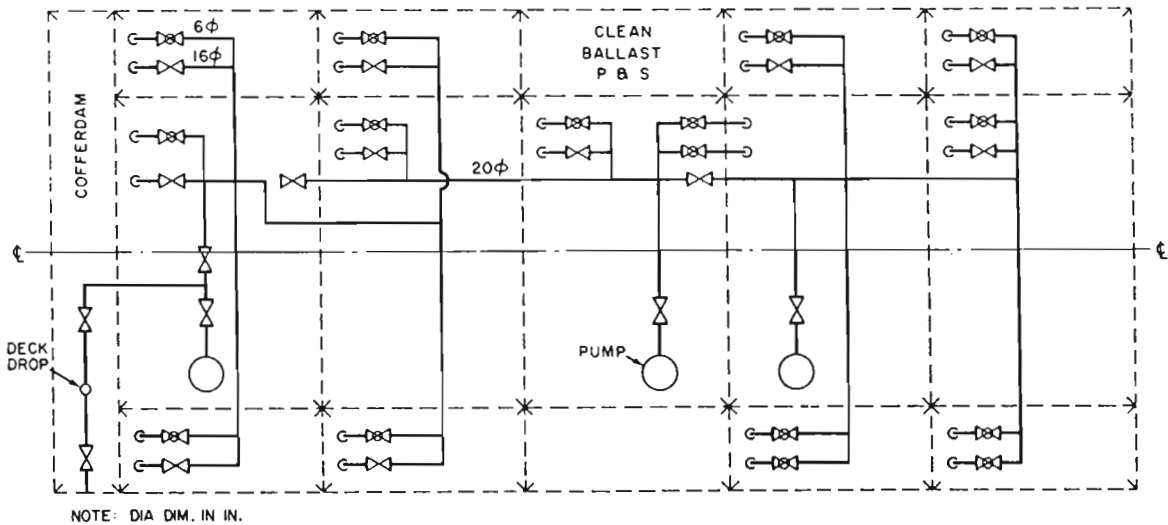 6ϕ
16ϕ
CLEAN
BALLAST
P & S
COFFERDAM
20ϕ
℄
℄
DECK
DROP
PUMP
NOTE: DIA DIM. IN IN.